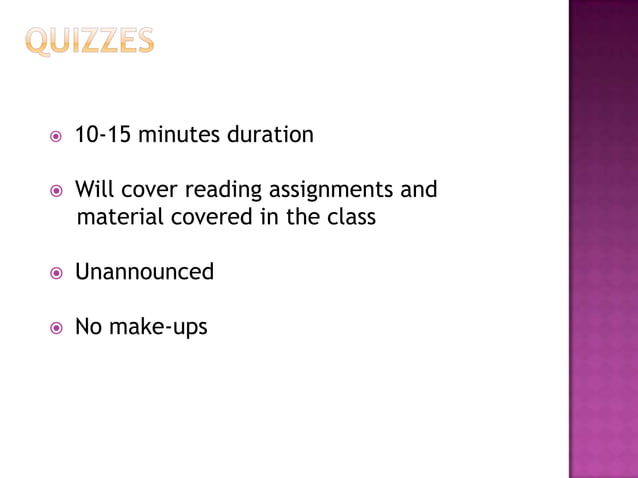 QUIZZES
10-15 minutes duration
Will cover reading assignments and
material covered in the class
Unannounced
No make-ups